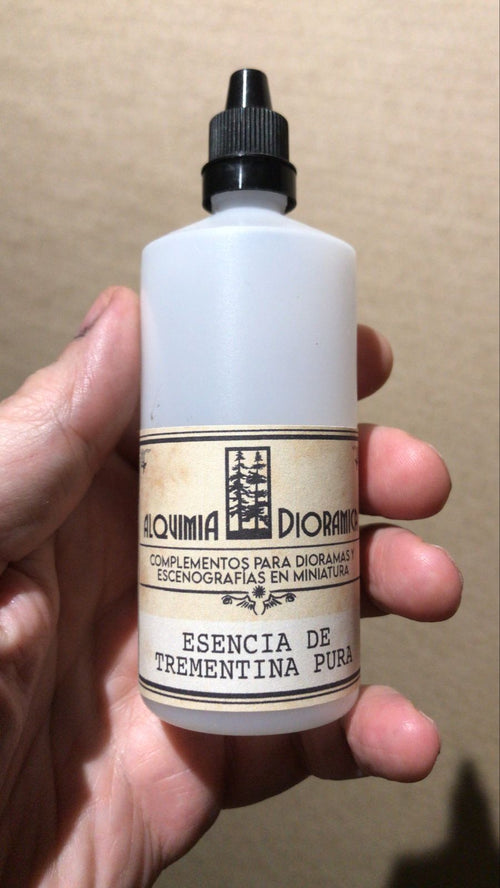 ALQUIMIA DIORAMICA
COMPLEMENTOS PARA DIORAMAS Y
ESCENOGRAFÍAS EN MINIATURA
ESENCIA DE
TREMENTINA PURA